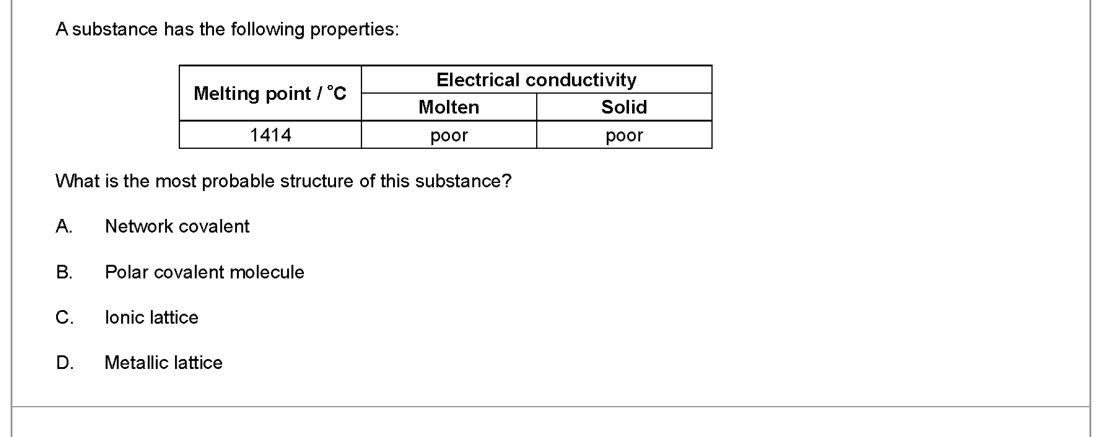 A substance has the following properties:
Melting point / °C
Electrical conductivity
Molten
Solid
1414
poor
poor
What is the most probable structure of this substance?
A. Network covalent
B. Polar covalent molecule
C. Ionic lattice
D. Metallic lattice